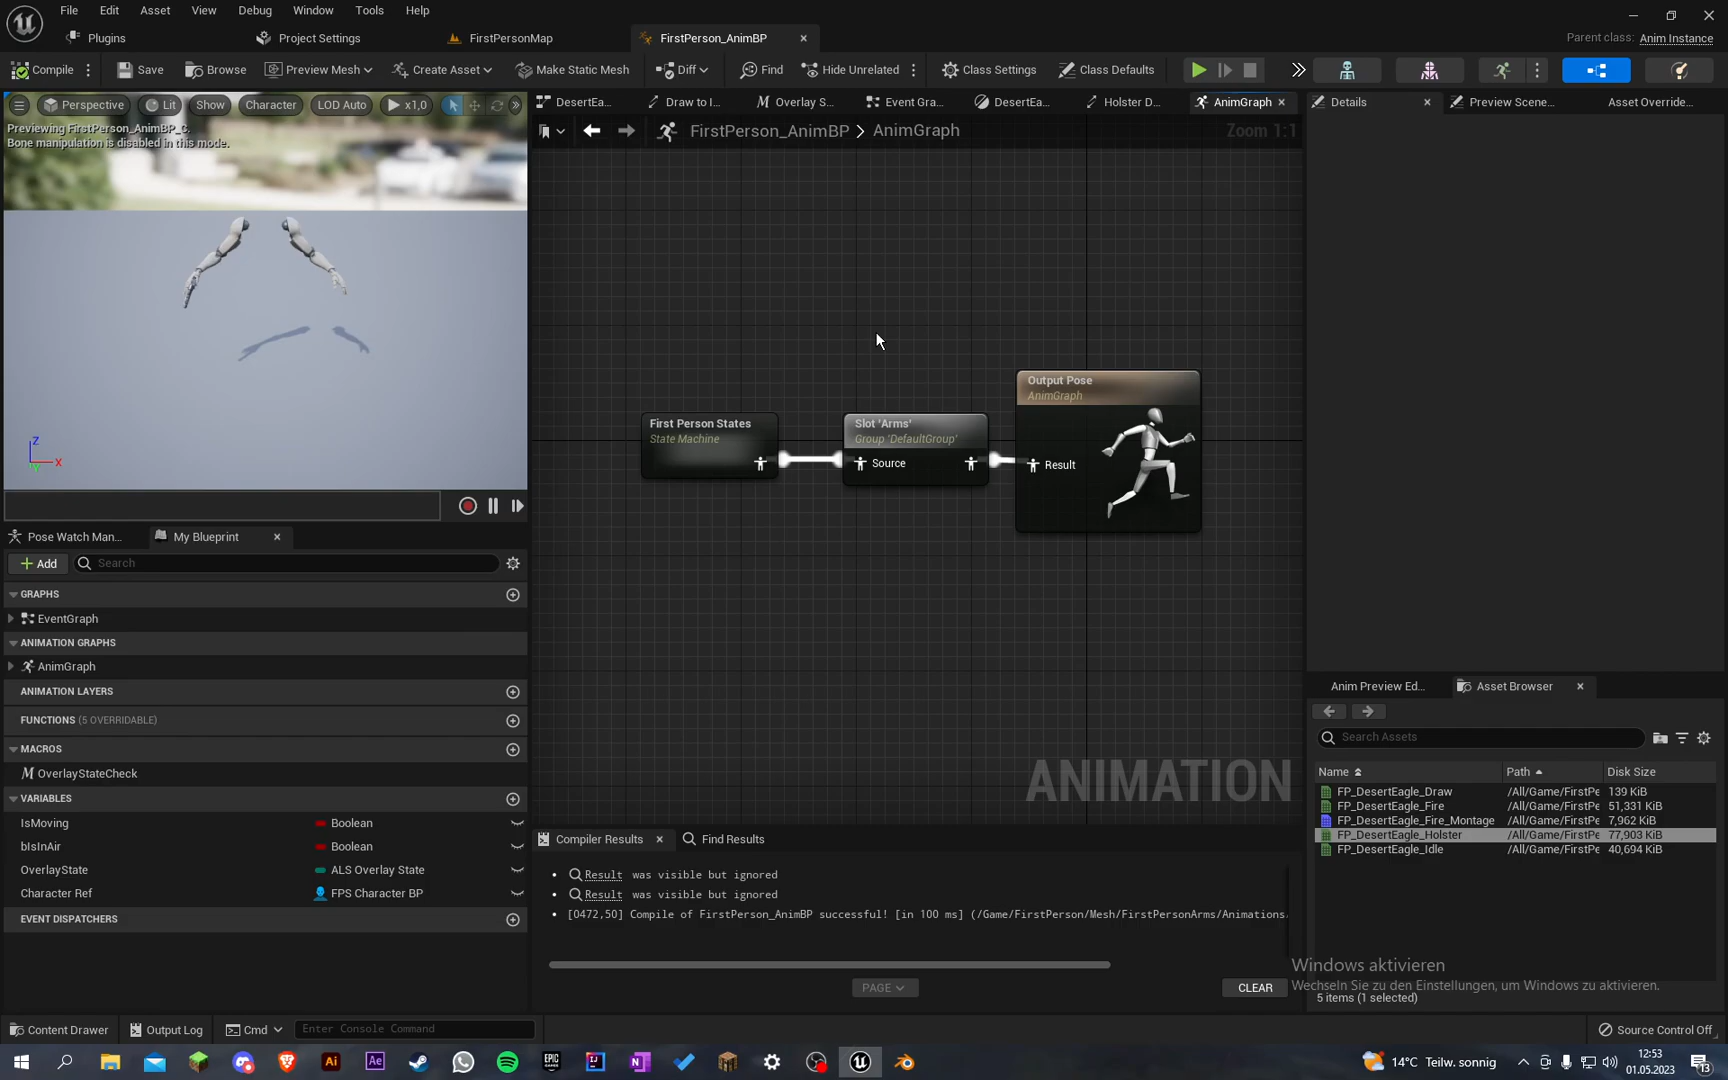 File Edit Asset View Debug Window Tools Help
Plugins Project Settings FirstPersonMap FirstPerson_AnimBP
Parent class: Anim Instance
Compile Save Browse Preview Mesh Create Asset Make Static Mesh Diff Find Hide Unrelated Class Settings Class Defaults
Perspective Lit Show Character LOD Auto x1,0
DesertEa... Draw to I... Overlay S... Event Gra... DesertEa... Holster D... AnimGraph
Details Preview Scene... Asset Override...
Previewing FirstPerson_AnimBP_C.
Bone manipulation is disabled in this mode.
FirstPerson_AnimBP > AnimGraph
Zoom 1:1
First Person States
State Machine
Slot 'Arms'
Group 'DefaultGroup'
Source
Output Pose
AnimGraph
Result
Z
X
Y
ANIMATION
Pose Watch Man... My Blueprint
Add Search
GRAPHS
EventGraph
ANIMATION GRAPHS
AnimGraph
ANIMATION LAYERS
FUNCTIONS (5 OVERRIDABLE)
MACROS
OverlayStateCheck
VARIABLES
IsMoving Boolean
bIsInAir Boolean
OverlayState ALS Overlay State
Character Ref FPS Character BP
EVENT DISPATCHERS
Compiler Results Find Results
Result was visible but ignored
Result was visible but ignored
[0472,50] Compile of FirstPerson_AnimBP successful! [in 100 ms] (/Game/FirstPerson/Mesh/FirstPersonArms/Animations.
PAGE
CLEAR
Anim Preview Ed... Asset Browser
Search Assets
Name Path Disk Size
FP_DesertEagle_Draw /All/Game/FirstPe 139 KiB
FP_DesertEagle_Fire /All/Game/FirstPe 51,331 KiB
FP_DesertEagle_Fire_Montage /All/Game/FirstPe 7,962 KiB
FP_DesertEagle_Holster /All/Game/FirstPe 77,903 KiB
FP_DesertEagle_Idle /All/Game/FirstPe 40,694 KiB
Windows aktivieren
Wechseln Sie zu den Einstellungen, um Windows zu aktivieren.
5 items (1 selected)
Content Drawer Output Log Cmd Enter Console Command
Source Control Off
Ai Ae EPIC GAMES IJ N
14°C Teilw. sonnig
12:53
01.05.2023
13